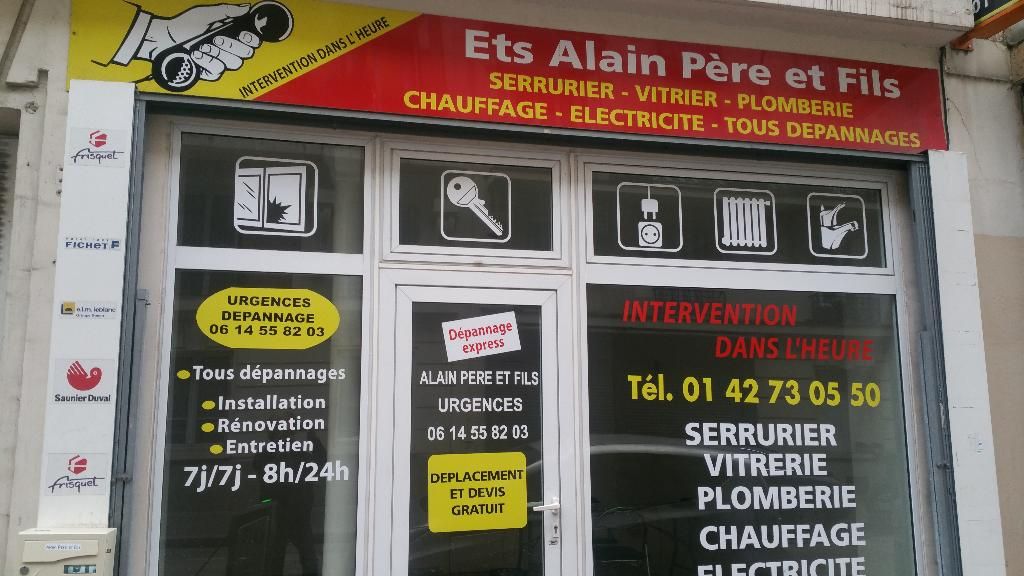 INTERVENTION DANS L'HEURE
Ets Alain Père et Fils
SERRURIER - VITRIER - PLOMBERIE
CHAUFFAGE - ELECTRICITE - TOUS DEPANNAGES
frisquet
FICHET F
e.l.m. leblanc
Saunier Duval
frisquet
URGENCES
DEPANNAGE
06 14 55 82 03
Tous dépannages
Installation
Rénovation
Entretien
7j/7j - 8h/24h
Dépannage
express
ALAIN PERE ET FILS
URGENCES
06 14 55 82 03
DEPLACEMENT
ET DEVIS
GRATUIT
INTERVENTION
DANS L'HEURE
Tél. 01 42 73 05 50
SERRURIER
VITRERIE
PLOMBERIE
CHAUFFAGE
ELECTRICITE